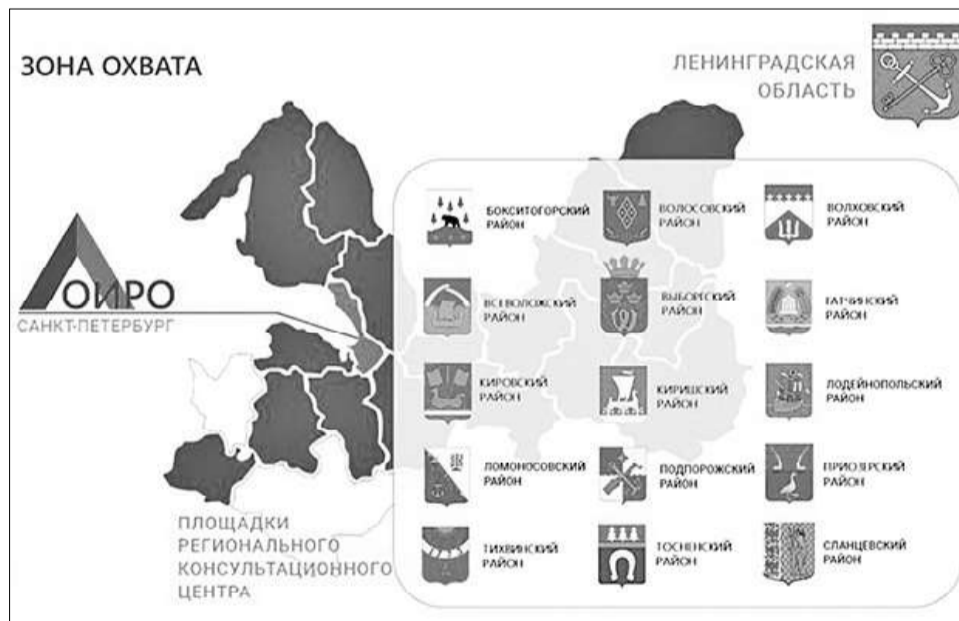 ЗОНА ОХВАТА
ЛЕНИНГРАДСКАЯ
ОБЛАСТЬ
ЛОИРО
САНКТ-ПЕТЕРБУРГ
БОКСИТОГОРСКИЙ
РАЙОН
ВОЛОСОВСКИЙ
РАЙОН
ВОЛХОВСКИЙ
РАЙОН
ВСЕВОЛОЖСКИЙ
РАЙОН
ВЫБОРГСКИЙ
РАЙОН
ГАТЧИНСКИЙ
РАЙОН
КИРОВСКИЙ
РАЙОН
КИРИШСКИЙ
РАЙОН
ЛОДЕЙНОПОЛЬСКИЙ
РАЙОН
ЛОМОНОСОВСКИЙ
РАЙОН
ПОДПОРОЖСКИЙ
РАЙОН
ПРИОЗЕРСКИЙ
РАЙОН
ТИХВИНСКИЙ
РАЙОН
ТОСНЕНСКИЙ
РАЙОН
СЛАНЦЕВСКИЙ
РАЙОН
ПЛОЩАДКИ
РЕГИОНАЛЬНОГО
КОНСУЛЬТАЦИОННОГО
ЦЕНТРА